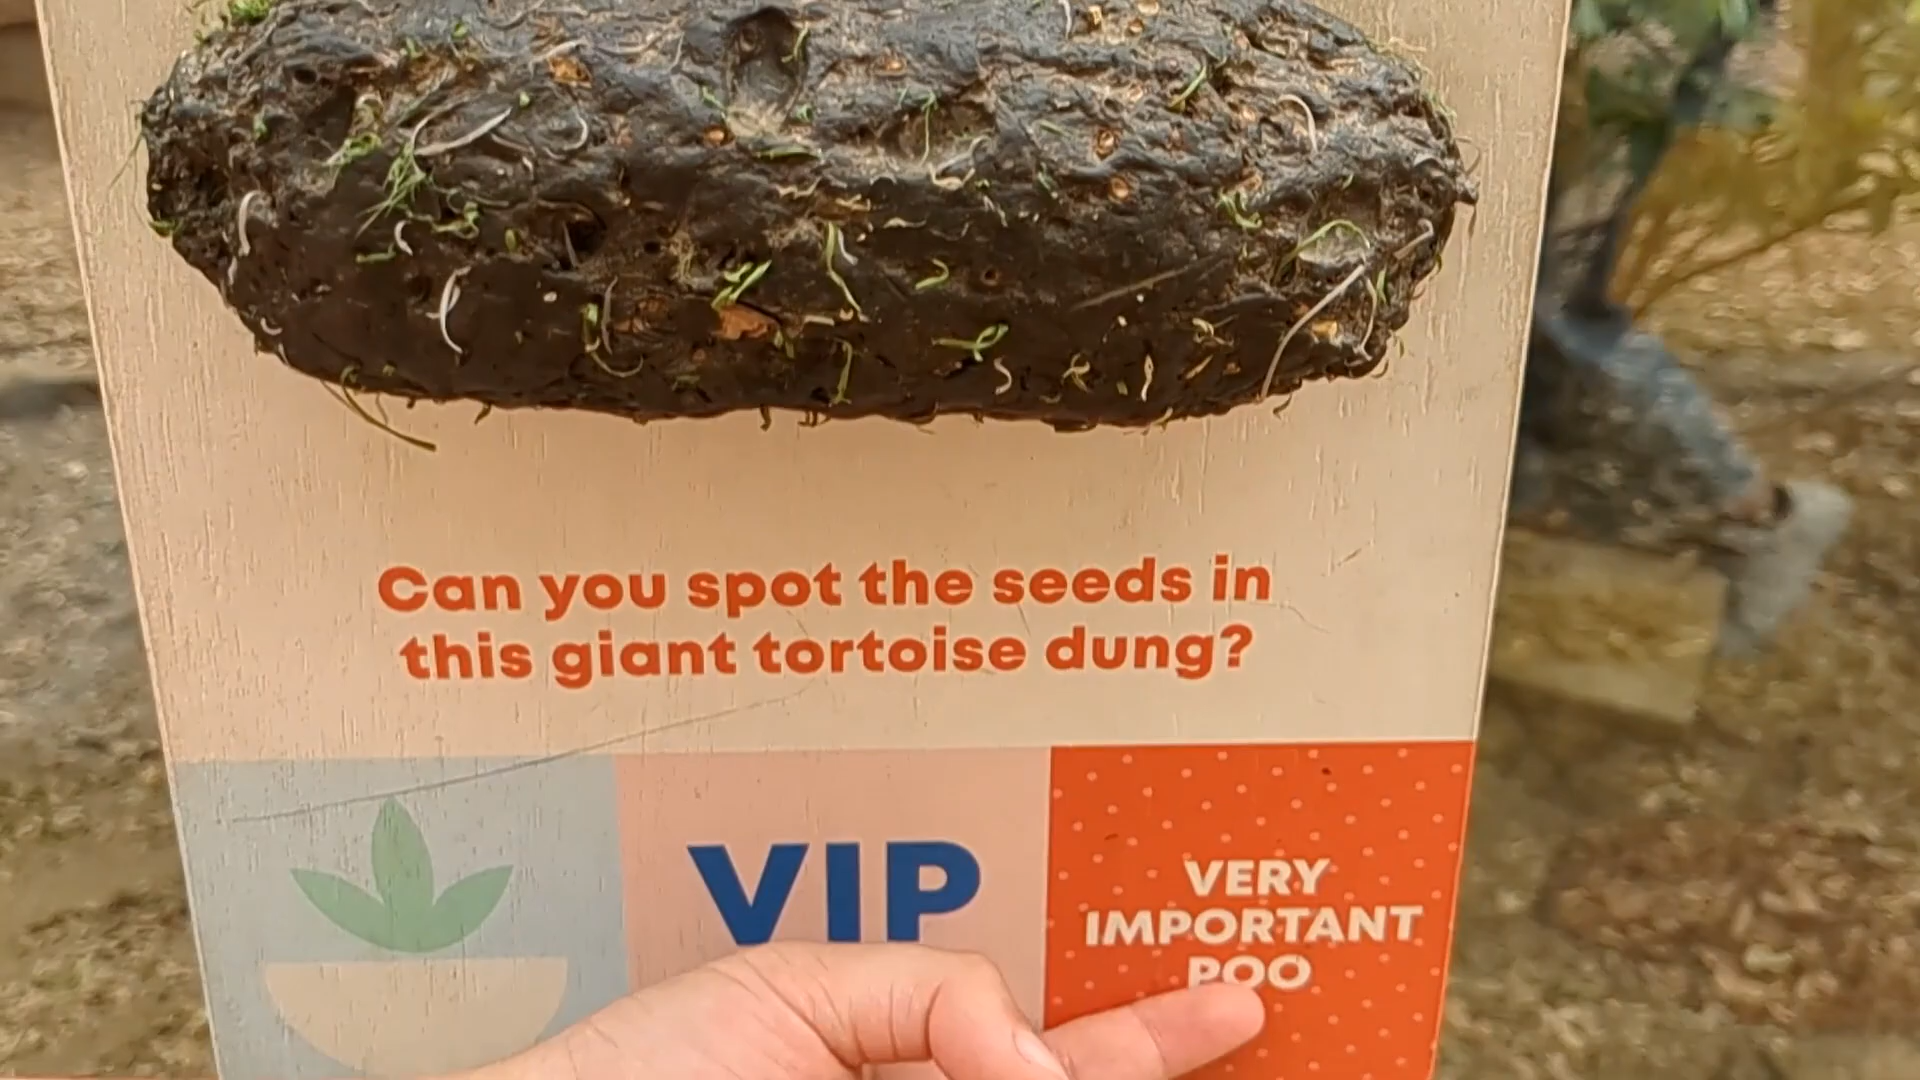 Can you spot the seeds in
this giant tortoise dung?
VIP
VERY
IMPORTANT
POO